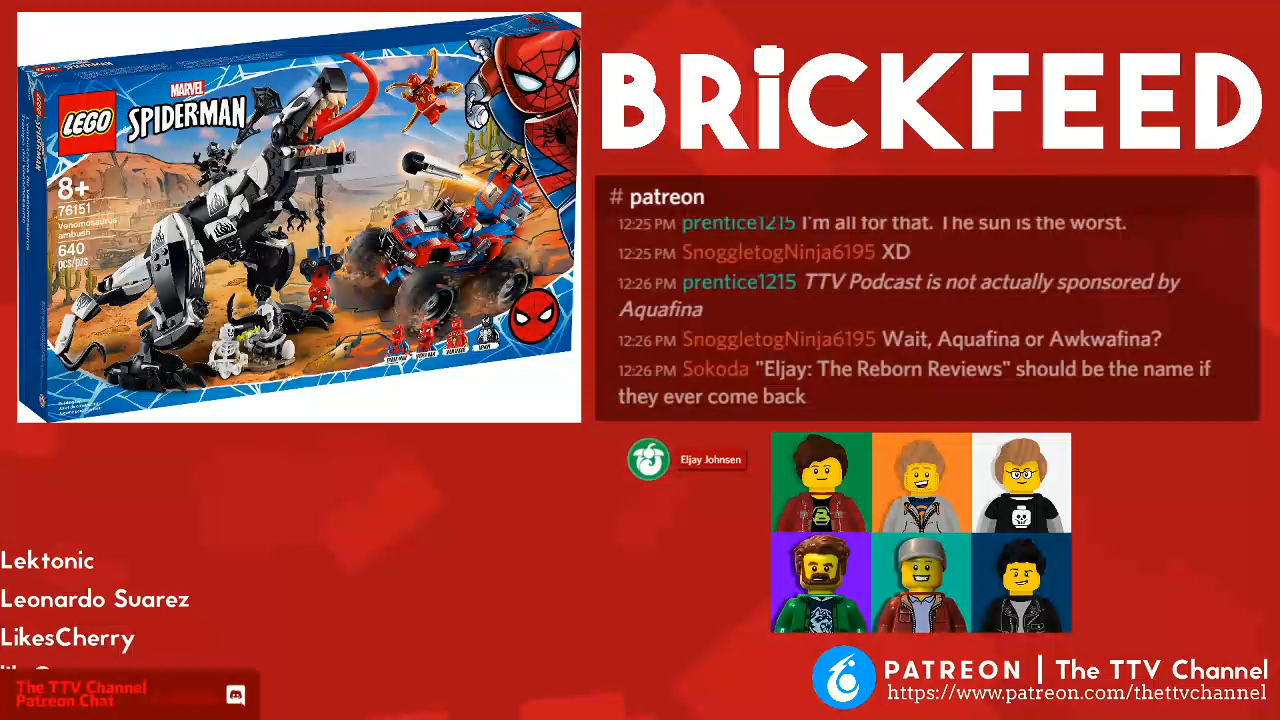 LEGO
MARVEL
SPIDERMAN
8+
76151
Venomosaurus
ambush
640
pcs/pzs
BRiCKFEED
# patreon
12:25 PM prentice1215 I'm all for that. The sun is the worst.
12:25 PM SnoggletogNinja6195 XD
12:26 PM prentice1215 TTV Podcast is not actually sponsored by
Aquafina
12:26 PM SnoggletogNinja6195 Wait, Aquafina or Awkwafina?
12:26 PM Sokoda "Eljay: The Reborn Reviews" should be the name if
they ever come back
Eljay Johnsen
Lektonic
Leonardo Suarez
LikesCherry
The TTV Channel
Patreon Chat
PATREON | The TTV Channel
https://www.patreon.com/thettvchannel